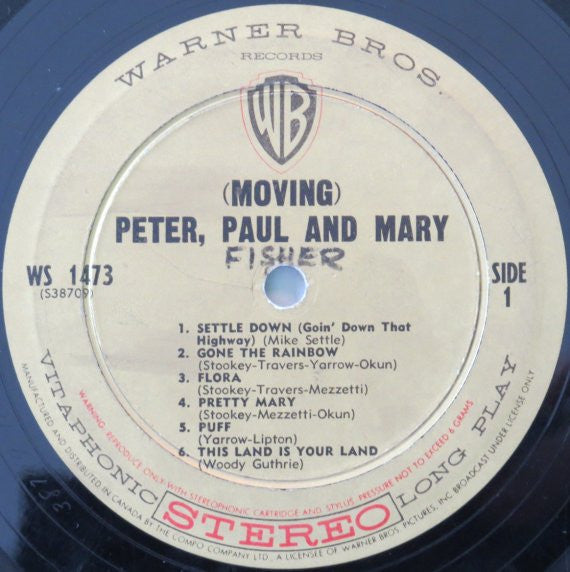 WARNER BROS.
RECORDS
WB
(MOVING)
PETER, PAUL AND MARY
FISHER
WS 1473
(S38709)
SIDE
1
1. SETTLE DOWN (Goin' Down That
Highway) (Mike Settle)
2. GONE THE RAINBOW
(Stookey-Travers-Yarrow-Okun)
3. FLORA
(Stookey-Travers-Mezzetti)
4. PRETTY MARY
(Stookey-Mezzetti-Okun)
5. PUFF
(Yarrow-Lipton)
6. THIS LAND IS YOUR LAND
(Woody Guthrie)
VITAPHONIC STEREO LONG PLAY
WARNING: REPRODUCE ONLY WITH STEREOPHONIC CARTRIDGE AND STYLUS. PRESSURE NOT TO EXCEED 6 GRAMS
MANUFACTURED AND DISTRIBUTED IN CANADA BY THE COMPO COMPANY LTD., A LICENSEE OF WARNER BROS. PICTURES, INC BROADCAST UNDER LICENSE ONLY